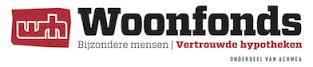 wh Woonfonds
Bijzondere mensen | Vertrouwde hypotheken
ONDERDEEL VAN ACHMEA